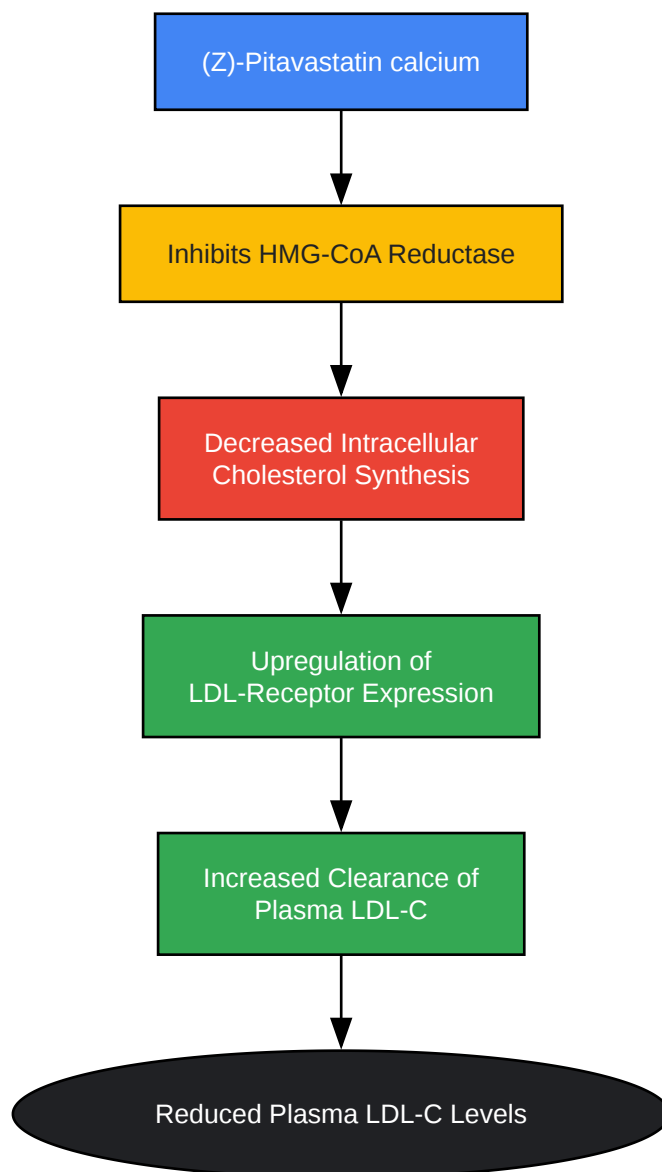 (Z)-Pitavastatin calcium
Inhibits HMG-CoA Reductase
Decreased Intracellular
Cholesterol Synthesis
Upregulation of
LDL-Receptor Expression
Increased Clearance of
Plasma LDL-C
Reduced Plasma LDL-C Levels